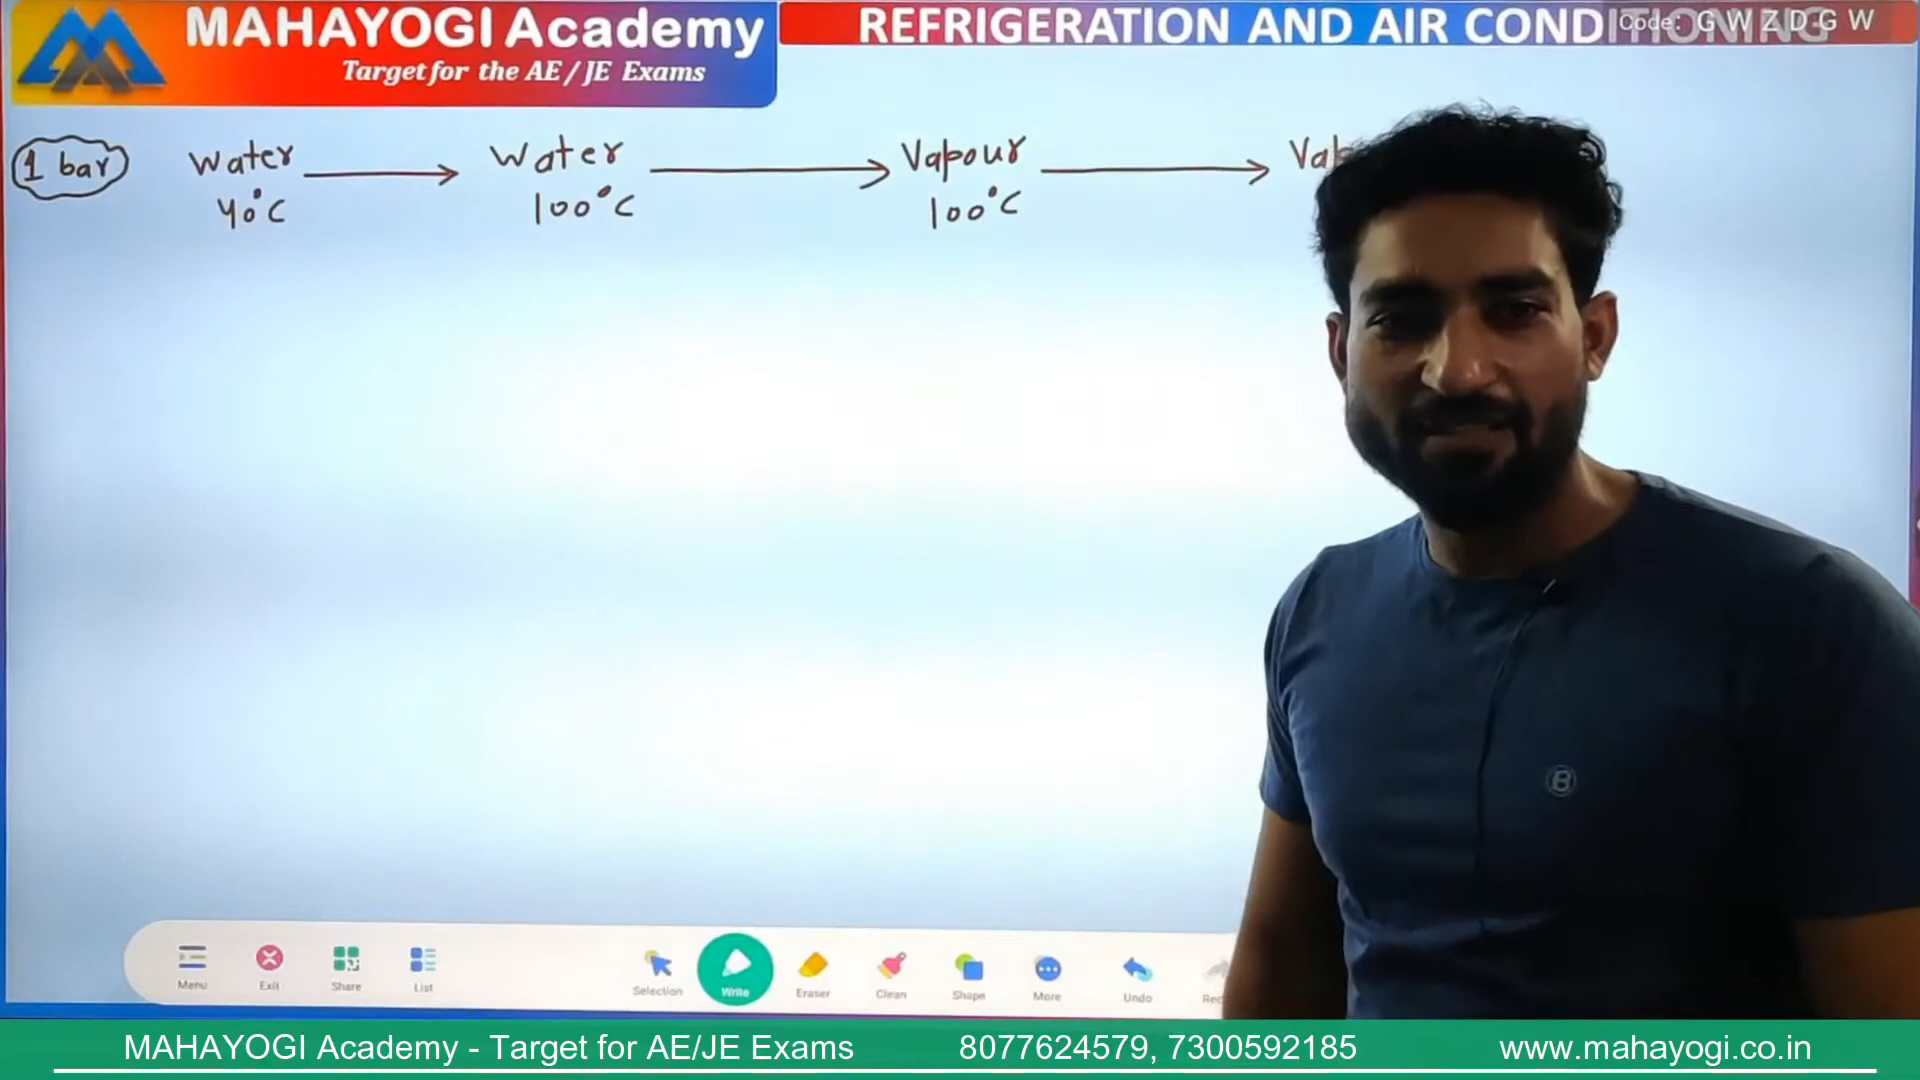 MAHAYOGI Academy
Target for the AE/JE Exams
REFRIGERATION AND AIR CONDITIONING
Code: G W Z D G W
1 bar
Water
40°C
Water
100°C
Vapour
100°C
Menu
Exit
Share
List
Selection
Write
Eraser
Clean
Shape
More
Undo
B
MAHAYOGI Academy - Target for AE/JE Exams
8077624579, 7300592185
www.mahayogi.co.in